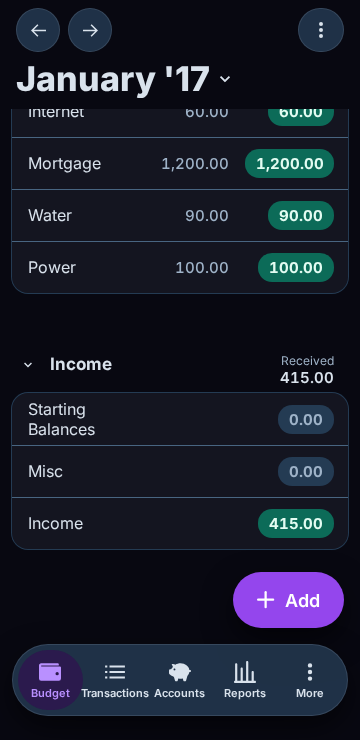 January '17
Internet 60.00 60.00
Mortgage 1,200.00 1,200.00
Water 90.00 90.00
Power 100.00 100.00
Income Received
415.00
Starting
Balances 0.00
Misc 0.00
Income 415.00
+ Add
Budget Transactions Accounts Reports More